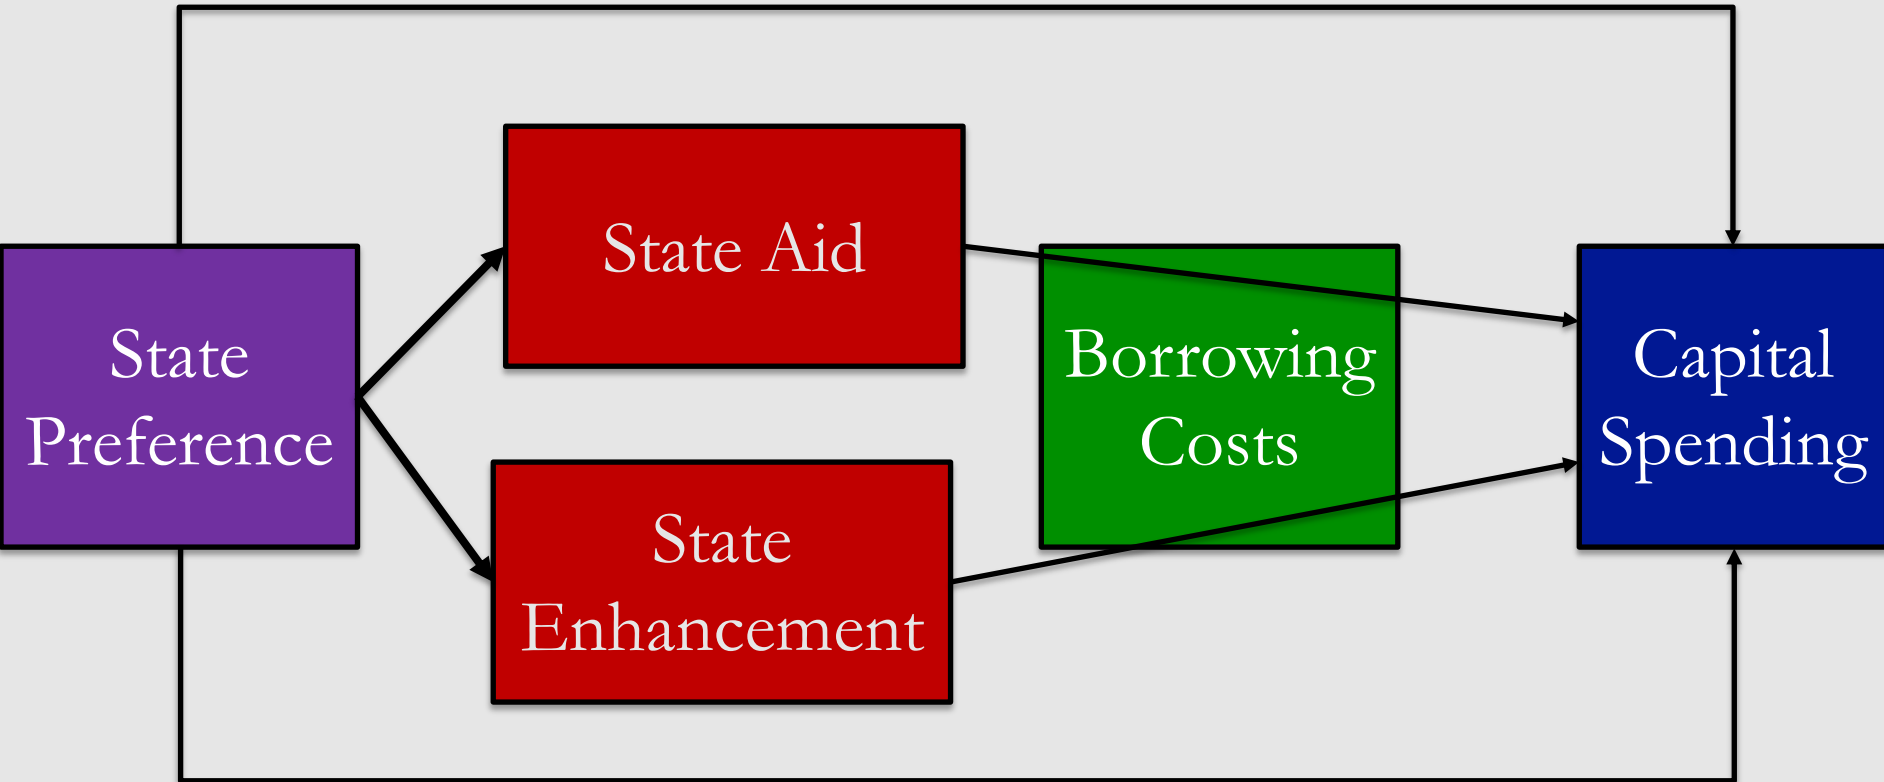 State
Preference
State Aid
State
Enhancement
Borrowing
Costs
Capital
Spending